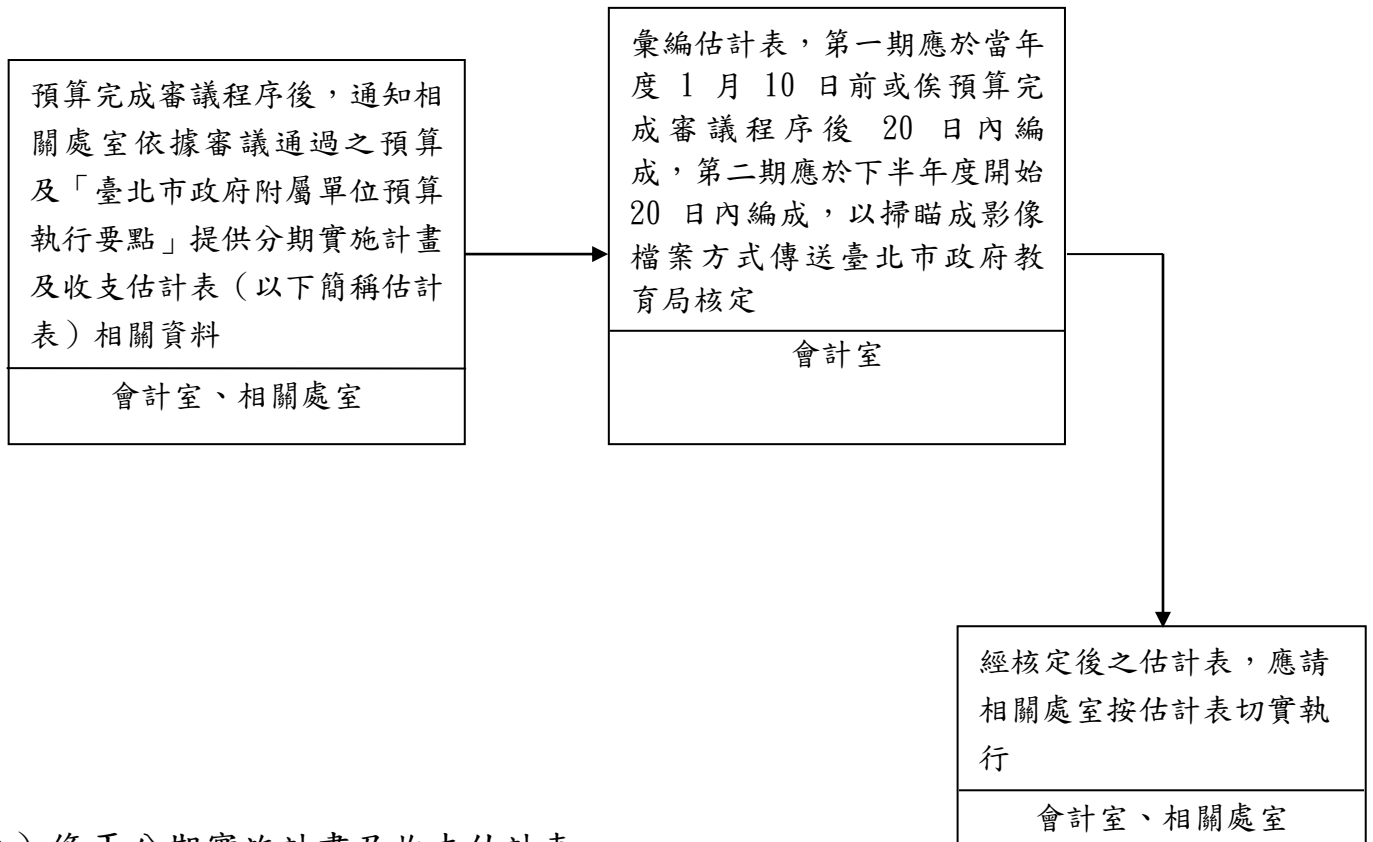 預算完成審議程序後，通知相
關處室依據審議通過之預算
及「臺北市政府附屬單位預算
執行要點」提供分期實施計畫
及收支估計表（以下簡稱估計
表）相關資料
會計室、相關處室
彙編估計表，第一期應於當年
度 1 月 10 日前或俟預算完
成審議程序後 20 日內編
成，第二期應於下半年度開始
20 日內編成，以掃瞄成影像
檔案方式傳送臺北市政府教
育局核定
會計室
經核定後之估計表，應請
相關處室按估計表切實執
行
會計室、相關處室